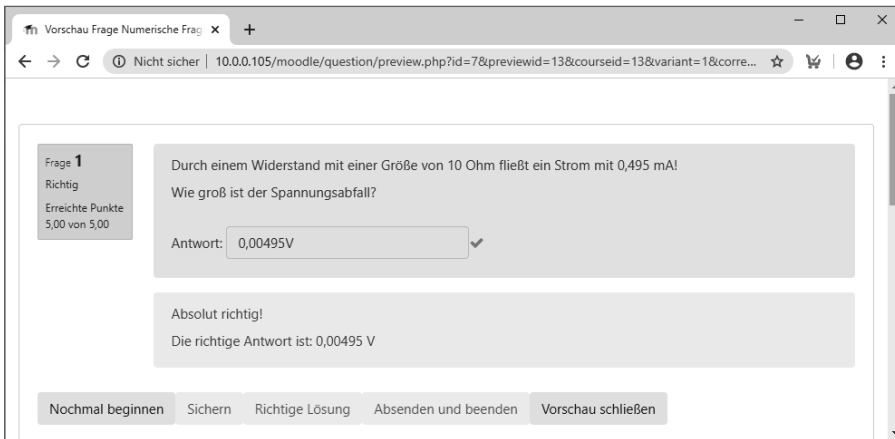 Vorschau Frage Numerische Frag
Nicht sicher | 10.0.0.105/moodle/question/preview.php?id=7&previewid=13&courseid=13&variant=1&corre...
Frage 1
Richtig
Erreichte Punkte
5,00 von 5,00
Durch einem Widerstand mit einer Größe von 10 Ohm fließt ein Strom mit 0,495 mA!
Wie groß ist der Spannungsabfall?
Antwort: 0,00495V
Absolut richtig!
Die richtige Antwort ist: 0,00495 V
Nochmal beginnen Sichern Richtige Lösung Absenden und beenden Vorschau schließen